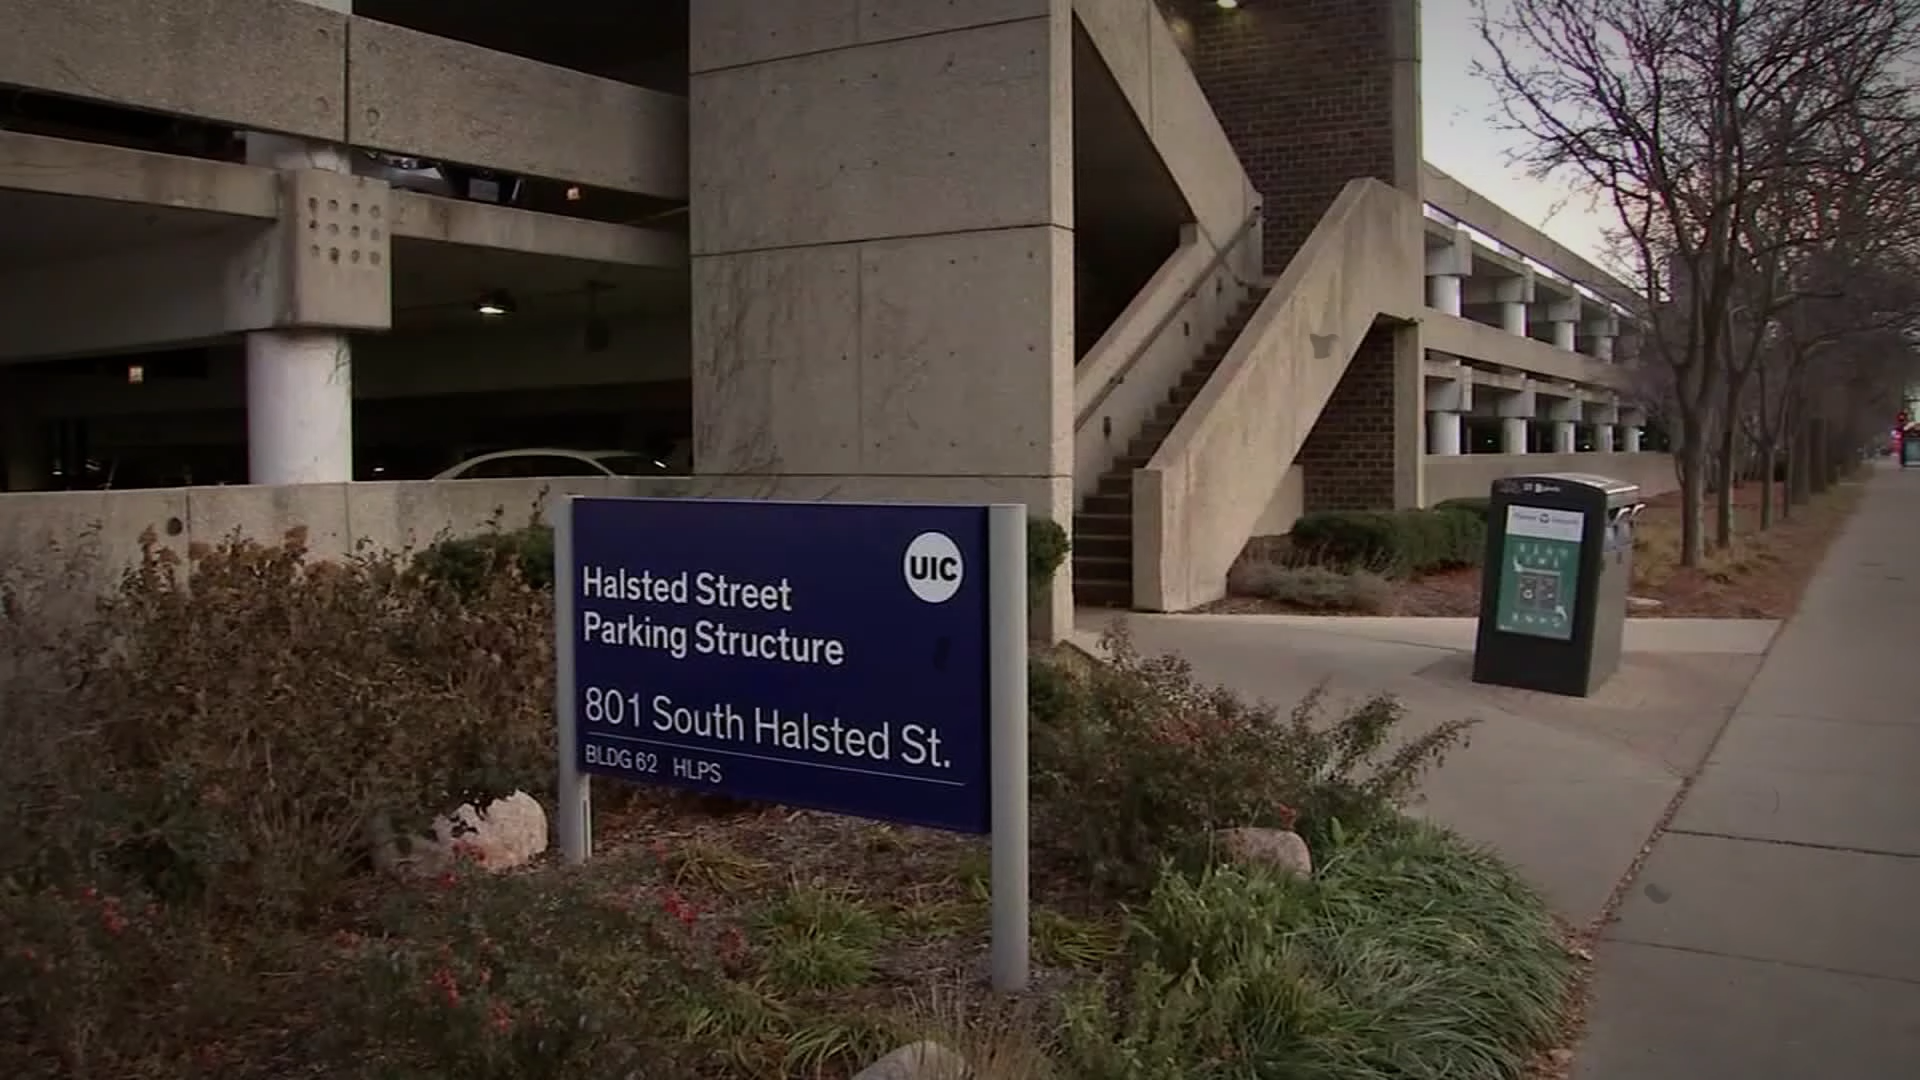 UIC
Halsted Street
Parking Structure
801 South Halsted St.
BLDG 62 HLPS